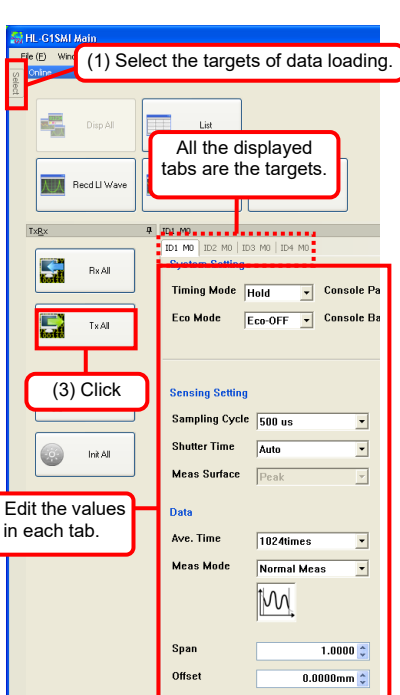 HL-G1SMI Main
File (F)
(1) Select the targets of data loading.
Select
Online
Disp All
List
All the displayed
tabs are the targets.
Recd Ll Wave
TxRx
ID1 M0
ID1 M0 ID2 M0 ID3 M0 ID4 M0
Rx All
System Setting
Timing Mode Hold Console Pa
Tx All
Eco Mode Eco-OFF Console Ba
(3) Click
Sensing Setting
Sampling Cycle 500 us
Shutter Time Auto
Init All
Meas Surface Peak
Edit the values
in each tab.
Data
Ave. Time 1024times
Meas Mode Normal Meas
Span 1.0000
Offset 0.0000mm